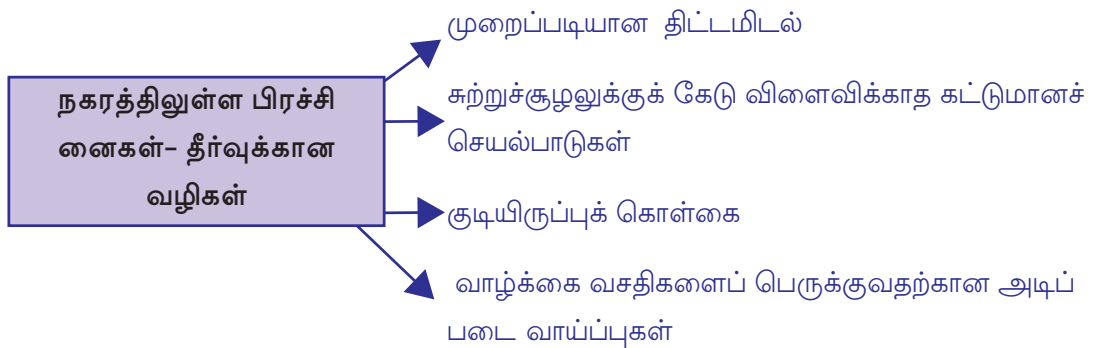 நகரத்திலுள்ள பிரச்சி
னைகள்– தீர்வுக்கான
வழிகள்
முறைப்படியான திட்டமிடல்
சுற்றுச்சூழலுக்குக் கேடு விளைவிக்காத கட்டுமானச்
செயல்பாடுகள்
குடியிருப்புக் கொள்கை
வாழ்க்கை வசதிகளைப் பெருக்குவதற்கான அடிப்
படை வாய்ப்புகள்